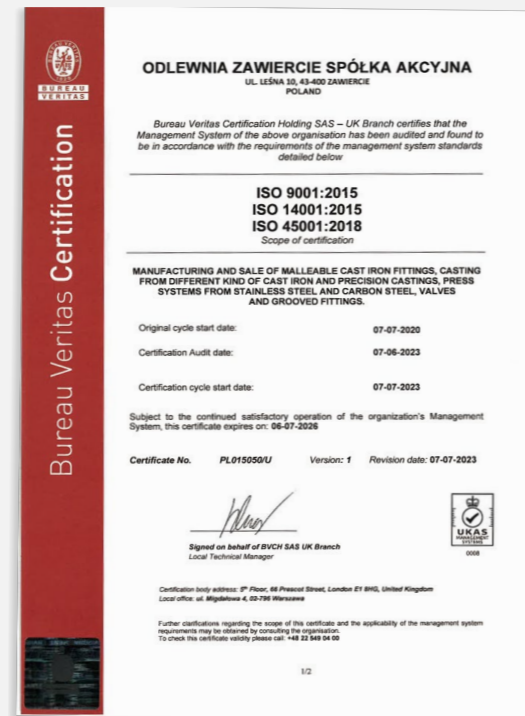 BUREAU
VERITAS
Bureau Veritas Certification
ODLEWNIA ZAWIERCIE SPÓŁKA AKCYJNA
UL. LEŚNA 10, 43-400 ZAWIERCIE
POLAND
Bureau Veritas Certification Holding SAS – UK Branch certifies that the
Management System of the above organisation has been audited and found to
be in accordance with the requirements of the management system standards
detailed below
ISO 9001:2015
ISO 14001:2015
ISO 45001:2018
Scope of certification
MANUFACTURING AND SALE OF MALLEABLE CAST IRON FITTINGS, CASTING
FROM DIFFERENT KIND OF CAST IRON AND PRECISION CASTINGS, PRESS
SYSTEMS FROM STAINLESS STEEL AND CARBON STEEL, VALVES
AND GROOVED FITTINGS.
Original cycle start date: 07-07-2020
Certification Audit date: 07-06-2023
Certification cycle start date: 07-07-2023
Subject to the continued satisfactory operation of the organization's Management
System, this certificate expires on: 06-07-2026
Certificate No. PL015050/U Version: 1 Revision date: 07-07-2023
Signed on behalf of BVCH SAS UK Branch
Local Technical Manager
UKAS
MANAGEMENT
SYSTEMS
0008
Certification body address: 5th Floor, 66 Prescot Street, London E1 8HG, United Kingdom
Local office: ul. Migdałowa 4, 02-796 Warszawa
Further clarifications regarding the scope of this certificate and the applicability of the management system
requirements may be obtained by consulting the organisation.
To check this certificate validity please call: +48 22 549 04 00
1/2